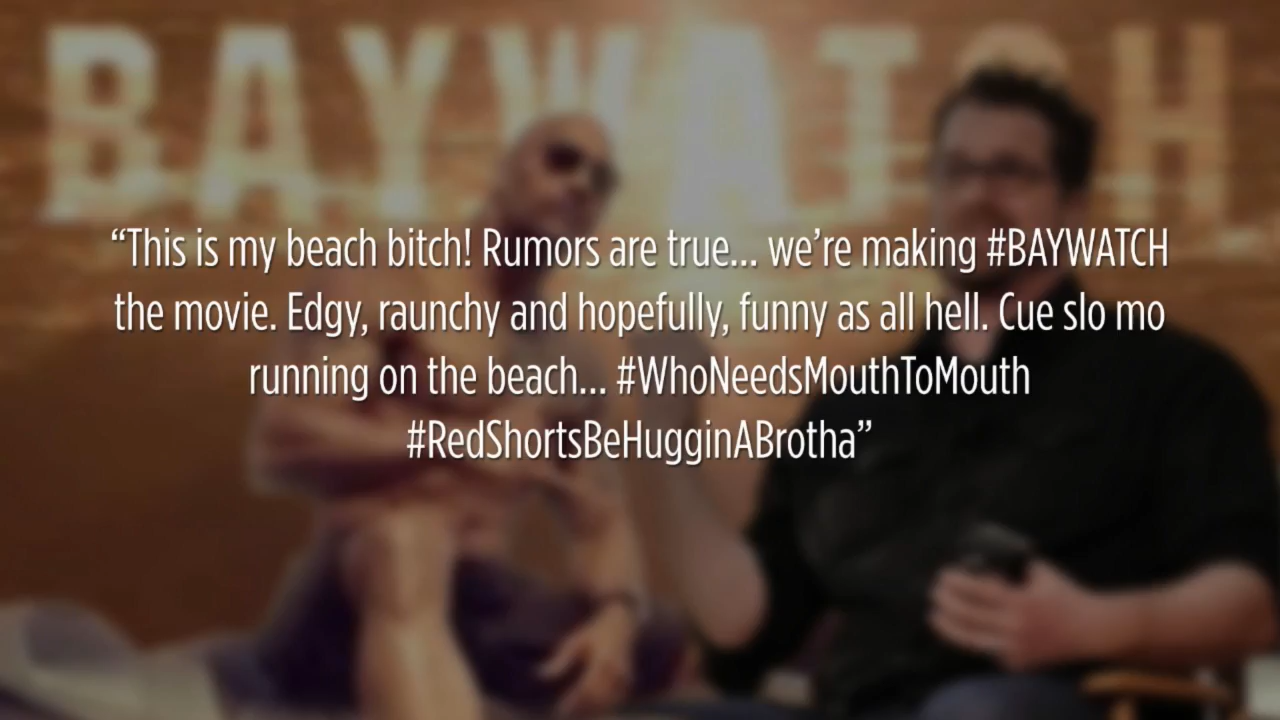 BAYWATCH
“This is my beach bitch! Rumors are true... we’re making #BAYWATCH
the movie. Edgy, raunchy and hopefully, funny as all hell. Cue slo mo
running on the beach... #WhoNeedsMouthToMouth
#RedShortsBeHugginABrotha”